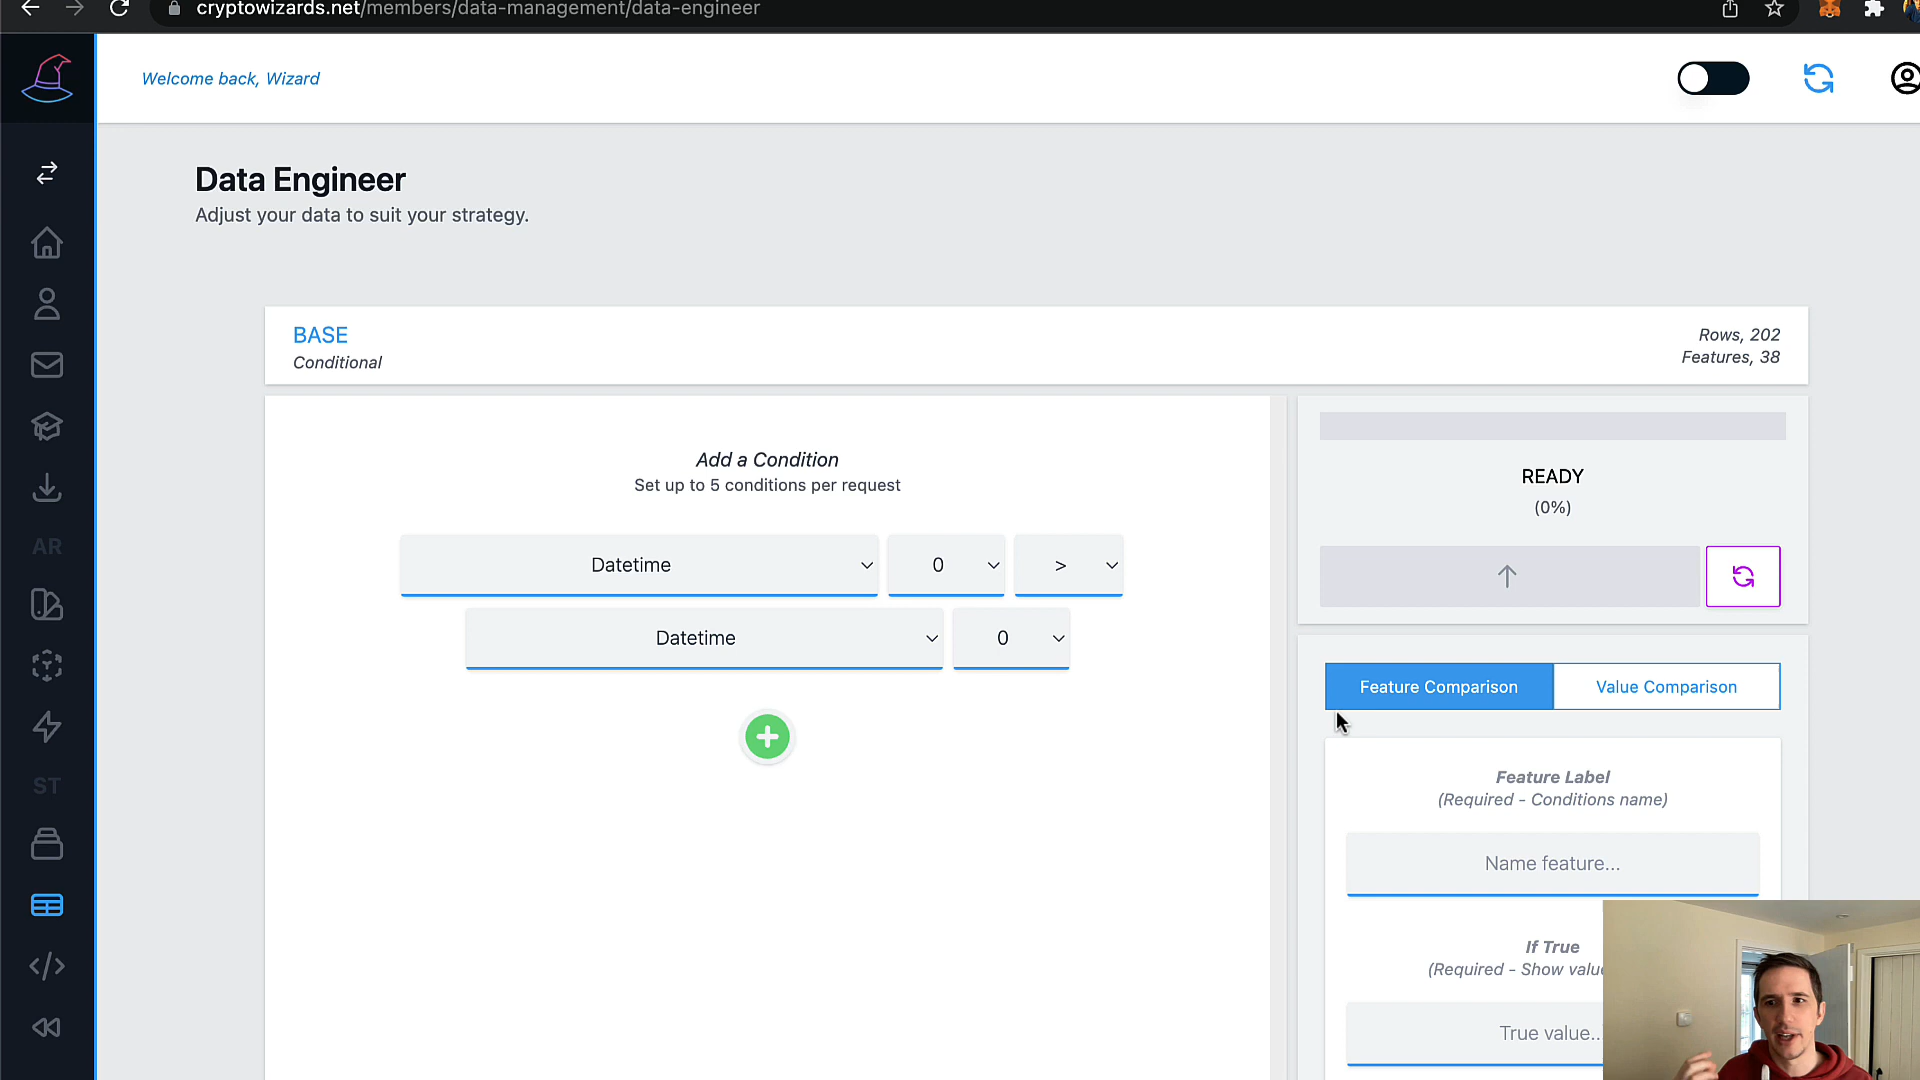 cryptowizards.net/members/data-management/data-engineer
Welcome back, Wizard
Data Engineer
Adjust your data to suit your strategy.
BASE
Conditional
Rows, 202
Features, 38
Add a Condition
Set up to 5 conditions per request
Datetime
0
>
Datetime
0
READY
(0%)
Feature Comparison
Value Comparison
Feature Label
(Required - Conditions name)
Name feature...
If True
(Required - Show
True value..
AR
ST